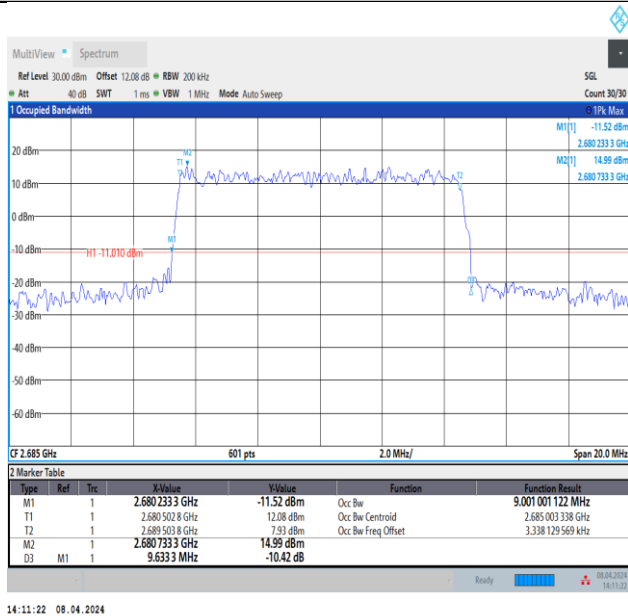 MultiView Spectrum
Ref Level 30.00 dBm Offset 12.08 dB RBW 200 kHz SGL
Att 40 dB SWT 1 ms VBW 1 MHz Mode Auto Sweep Count 30/30
1 Occupied Bandwidth 1Pk Max
M1[1] -11.52 dBm
2.680 233 3 GHz
M2[1] 14.99 dBm
2.680 733 3 GHz
20 dBm
M2
T1
T2
10 dBm
0 dBm
M1
-10 dBm
H1 -11.010 dBm
-20 dBm
-30 dBm
-40 dBm
-50 dBm
-60 dBm
CF 2.685 GHz 601 pts 2.0 MHz/ Span 20.0 MHz
2 Marker Table
Type Ref Trc X-Value Y-Value Function Function Result
M1 1 2.680 233 3 GHz -11.52 dBm Occ Bw 9.001 001 122 MHz
T1 1 2.680 502 8 GHz 12.08 dBm Occ Bw Centroid 2.685 003 338 GHz
T2 1 2.689 503 8 GHz 7.93 dBm Occ Bw Freq Offset 3.338 129 569 kHz
M2 1 2.680 733 3 GHz 14.99 dBm
D3 M1 1 9.633 3 MHz -10.42 dB
Ready 08.04.2024
14:11:22
14:11:22 08.04.2024